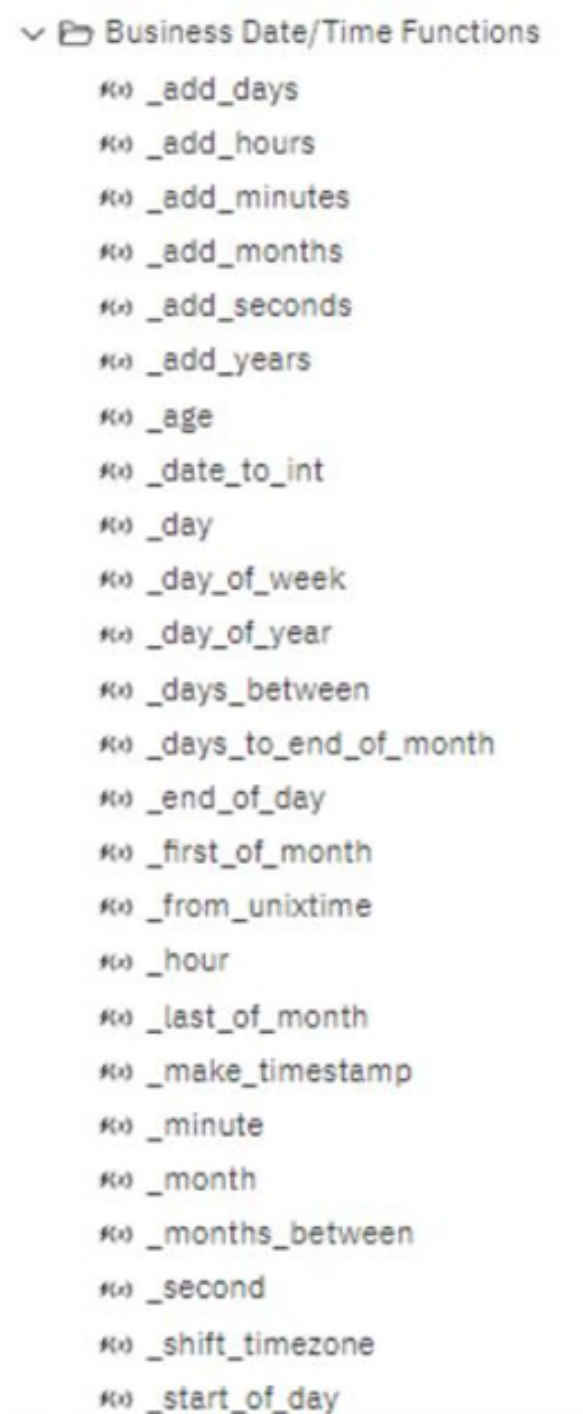 Business Date/Time Functions
f(x) _add_days
f(x) _add_hours
f(x) _add_minutes
f(x) _add_months
f(x) _add_seconds
f(x) _add_years
f(x) _age
f(x) _date_to_int
f(x) _day
f(x) _day_of_week
f(x) _day_of_year
f(x) _days_between
f(x) _days_to_end_of_month
f(x) _end_of_day
f(x) _first_of_month
f(x) _from_unixtime
f(x) _hour
f(x) _last_of_month
f(x) _make_timestamp
f(x) _minute
f(x) _month
f(x) _months_between
f(x) _second
f(x) _shift_timezone
f(x) _start_of_day